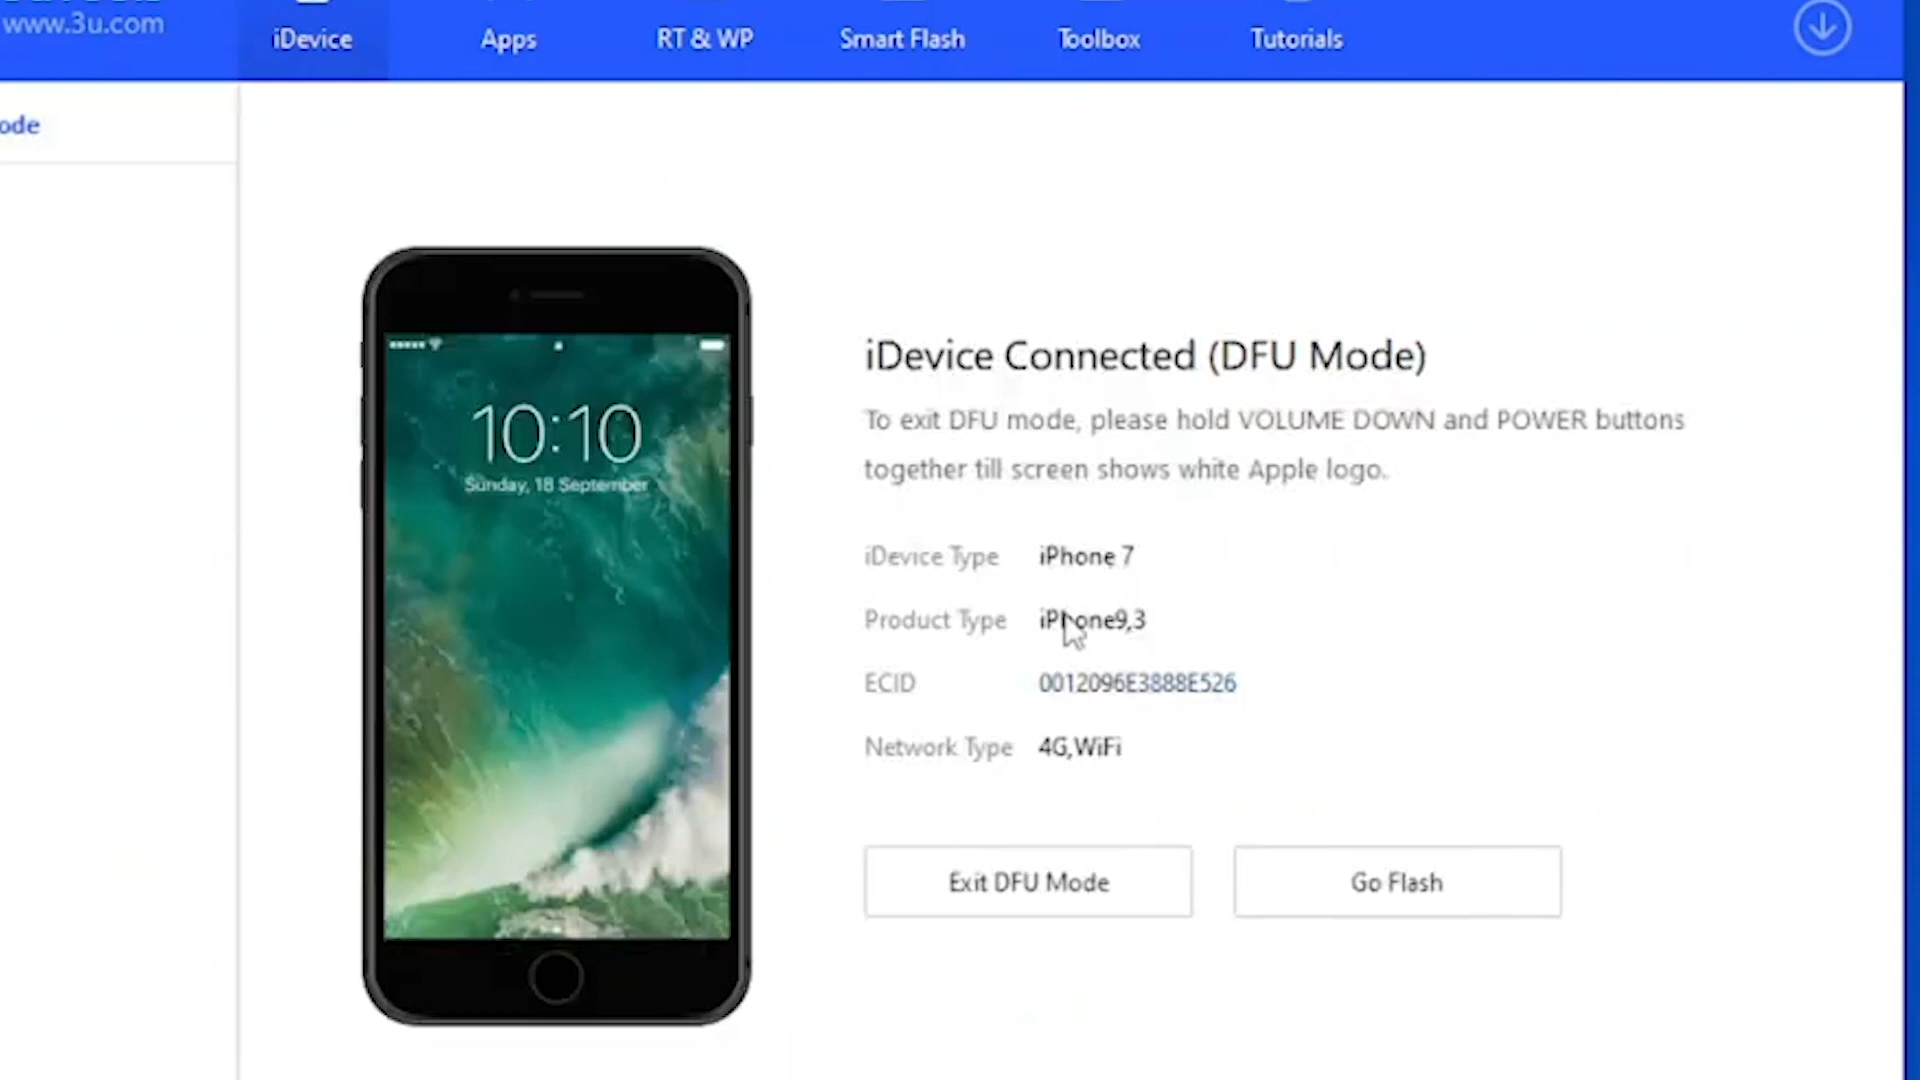 www.3u.com
iDevice
Apps
RT & WP
Smart Flash
Toolbox
Tutorials
ode
10:10
Sunday, 18 September
iDevice Connected (DFU Mode)
To exit DFU mode, please hold VOLUME DOWN and POWER buttons
together till screen shows white Apple logo.
iDevice Type iPhone 7
Product Type iPhone9,3
ECID 0012096E3888E526
Network Type 4G,WiFi
Exit DFU Mode
Go Flash